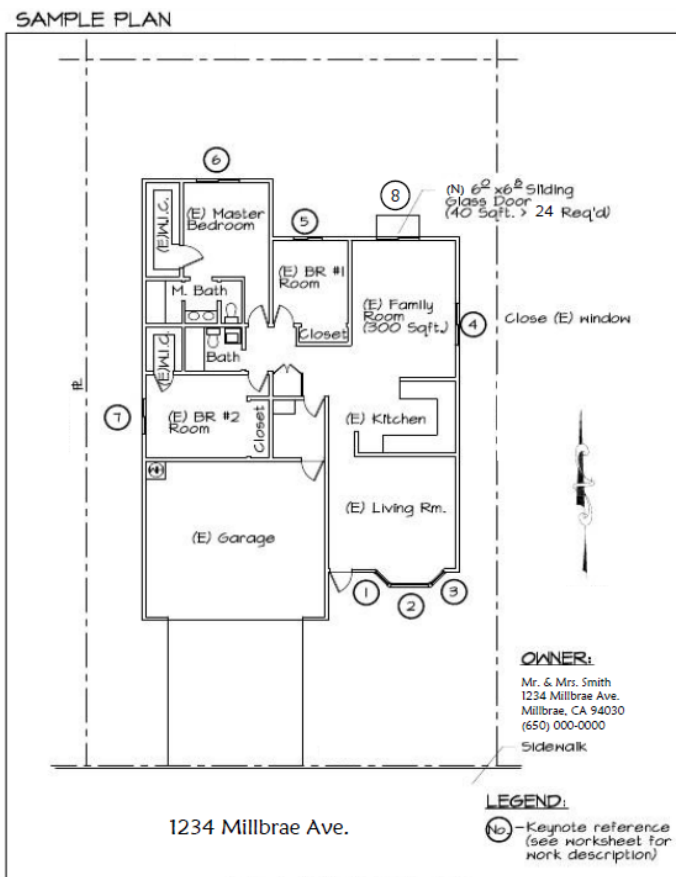 SAMPLE PLAN
6
8
(N) 6⁰ x6⁸ Sliding
Glass Door
(40 Sqft. > 24 Req'd)
(E)W.I.C.
(E) Master
Bedroom
5
(E) BR #1
Room
M. Bath
(E) Family
Room
(300 Sqft.)
4
Close (E) window
Closet
(E)W.I.C.
Bath
PL
7
(E) BR #2
Room
Closet
(E) Kitchen
(E) Living Rm.
(E) Garage
1
2
3
OWNER:
Mr. & Mrs. Smith
1234 Millbrae Ave.
Millbrae, CA 94030
(650) 000-0000
Sidewalk
LEGEND:
1234 Millbrae Ave.
No. - Keynote reference
(see worksheet for
work description)